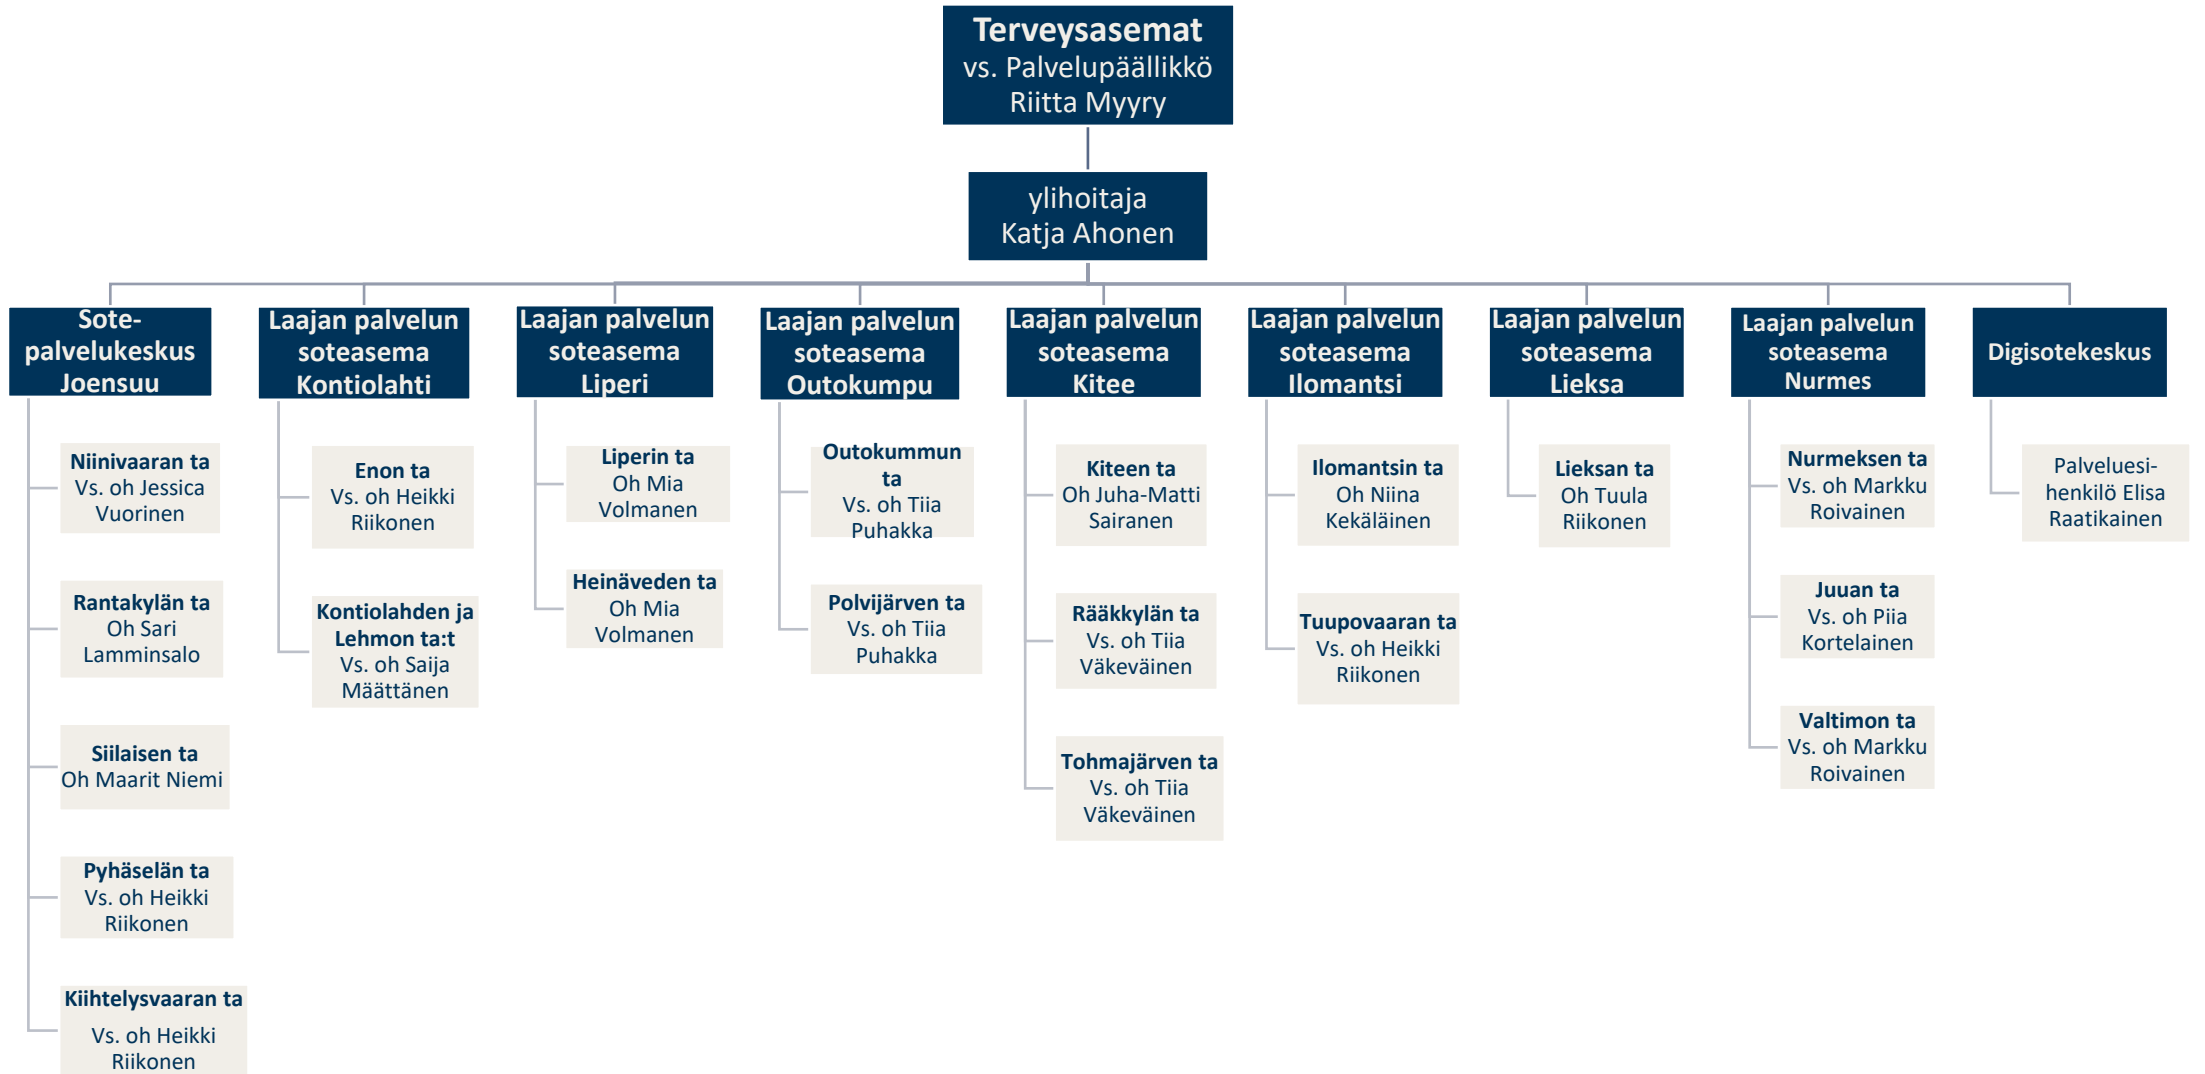 Terveysasemat
vs. Palvelupäällikkö
Riitta Myyry
ylihoitaja
Katja Ahonen
Sote-
palvelukeskus
Joensuu
Niinivaaran ta
Vs. oh Jessica
Vuorinen
Rantakylän ta
Oh Sari
Lamminsalo
Siilaisen ta
Oh Maarit Niemi
Pyhäselän ta
Vs. oh Heikki
Riikonen
Kiihtelysvaaran ta
Vs. oh Heikki
Riikonen
Laajan palvelun
soteasema
Kontiolahti
Enon ta
Vs. oh Heikki
Riikonen
Kontiolahden ja
Lehmon ta:t
Vs. oh Saija
Määttänen
Laajan palvelun
soteasema
Liperi
Liperin ta
Oh Mia
Volmanen
Heinäveden ta
Oh Mia
Volmanen
Laajan palvelun
soteasema
Outokumpu
Outokummun
ta
Vs. oh Tiia
Puhakka
Polvijärven ta
Vs. oh Tiia
Puhakka
Laajan palvelun
soteasema
Kitee
Kiteen ta
Oh Juha-Matti
Sairanen
Rääkkylän ta
Vs. oh Tiia
Väkeväinen
Tohmajärven ta
Vs. oh Tiia
Väkeväinen
Laajan palvelun
soteasema
Ilomantsi
Ilomantsin ta
Oh Niina
Kekäläinen
Tuupovaaran ta
Vs. oh Heikki
Riikonen
Laajan palvelun
soteasema
Lieksa
Lieksan ta
Oh Tuula
Riikonen
Laajan palvelun
soteasema
Nurmes
Nurmeksen ta
Vs. oh Markku
Roivainen
Juuan ta
Vs. oh Piia
Kortelainen
Valtimon ta
Vs. oh Markku
Roivainen
Digisotekeskus
Palveluesi-
henkilö Elisa
Raatikainen